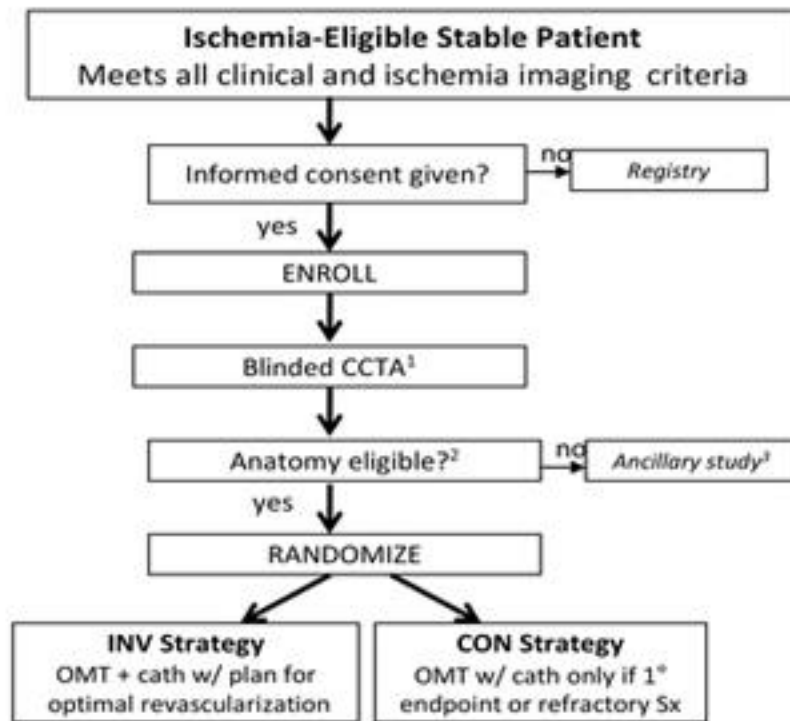 Ischemia-Eligible Stable Patient
Meets all clinical and ischemia imaging criteria
Informed consent given?
no
Registry
yes
ENROLL
Blinded CCTA¹
Anatomy eligible?²
no
Ancillary study³
yes
RANDOMIZE
INV Strategy
OMT + cath w/ plan for
optimal revascularization
CON Strategy
OMT w/ cath only if 1°
endpoint or refractory Sx